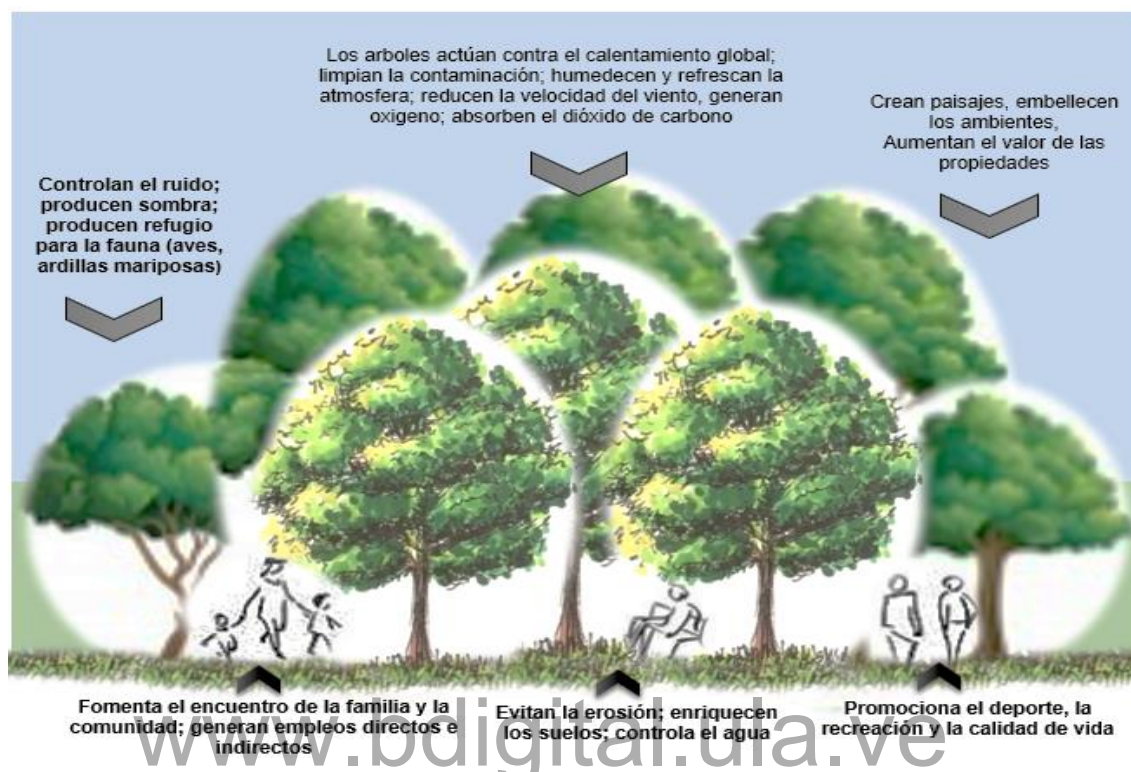 Los arboles actúan contra el calentamiento global;
limpian la contaminación; humedecen y refrescan la
atmosfera; reducen la velocidad del viento, generan
oxigeno; absorben el dióxido de carbono
Crean paisajes, embellecen
los ambientes,
Aumentan el valor de las
propiedades
Controlan el ruido;
producen sombra;
producen refugio
para la fauna (aves,
ardillas mariposas)
Fomenta el encuentro de la familia y la
comunidad; generan empleos directos e
indirectos
Evitan la erosión; enriquecen
los suelos; controla el agua
Promociona el deporte, la
recreación y la calidad de vida
www.bdigital.ula.ve